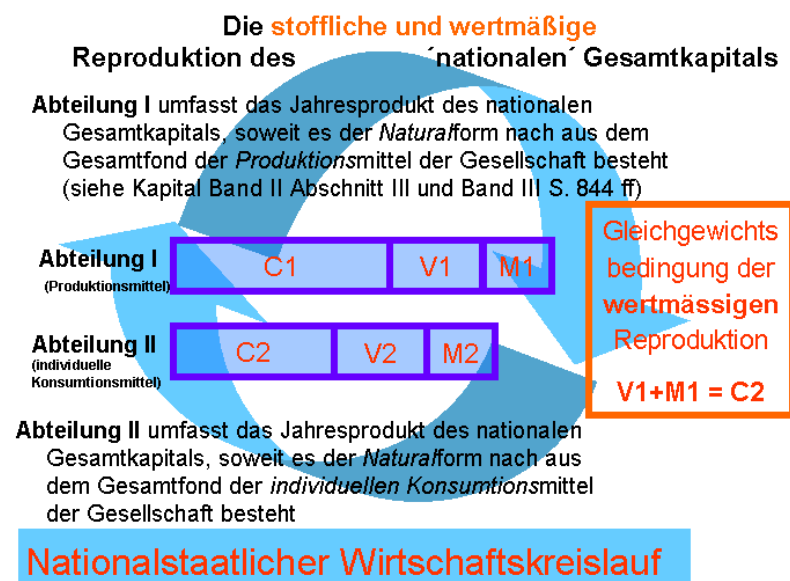 Die stoffliche und wertmäßige
Reproduktion des ´nationalen´ Gesamtkapitals
Abteilung I umfasst das Jahresprodukt des nationalen
Gesamtkapitals, soweit es der Naturalform nach aus dem
Gesamtfond der Produktionsmittel der Gesellschaft besteht
(siehe Kapital Band II Abschnitt III und Band III S. 844 ff)
Abteilung I
(Produktionsmittel)
C1 V1 M1
Abteilung II
(individuelle
Konsumtionsmittel)
C2 V2 M2
Gleichgewichts
bedingung der
wertmässigen
Reproduktion
V1+M1 = C2
Abteilung II umfasst das Jahresprodukt des nationalen
Gesamtkapitals, soweit es der Naturalform nach aus
dem Gesamtfond der individuellen Konsumtionsmittel
der Gesellschaft besteht
Nationalstaatlicher Wirtschaftskreislauf